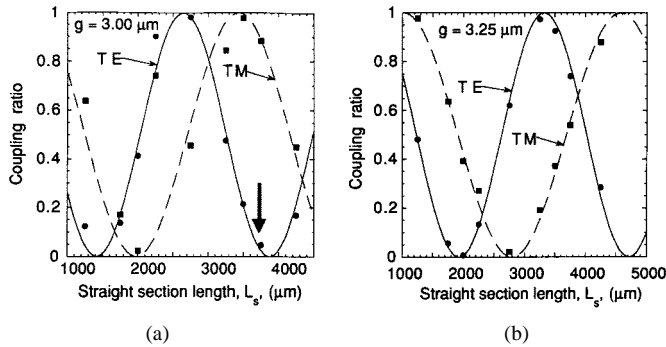 g = 3.00 μm
TE
TM
Coupling ratio
1
0.8
0.6
0.4
0.2
0
1000 2000 3000 4000
Straight section length, Ls, (μm)
(a)
g = 3.25 μm
TE
TM
Coupling ratio
1
0.8
0.6
0.4
0.2
0
1000 2000 3000 4000 5000
Straight section length, Ls, (μm)
(b)